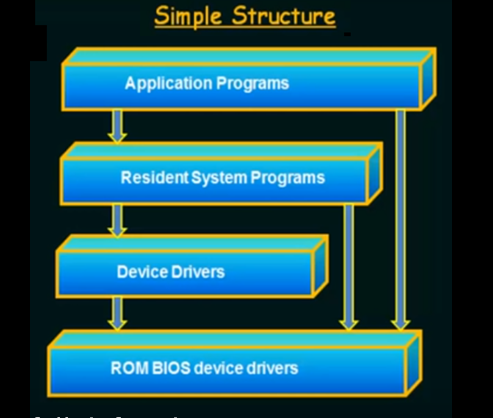 Simple Structure
Application Programs
Resident System Programs
Device Drivers
ROM BIOS device drivers